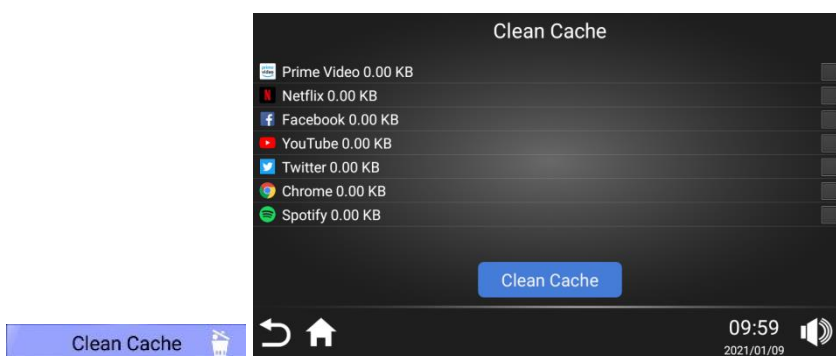 Clean Cache
Prime Video 0.00 KB
Netflix 0.00 KB
Facebook 0.00 KB
YouTube 0.00 KB
Twitter 0.00 KB
Chrome 0.00 KB
Spotify 0.00 KB
Clean Cache
09:59
2021/01/09
Clean Cache